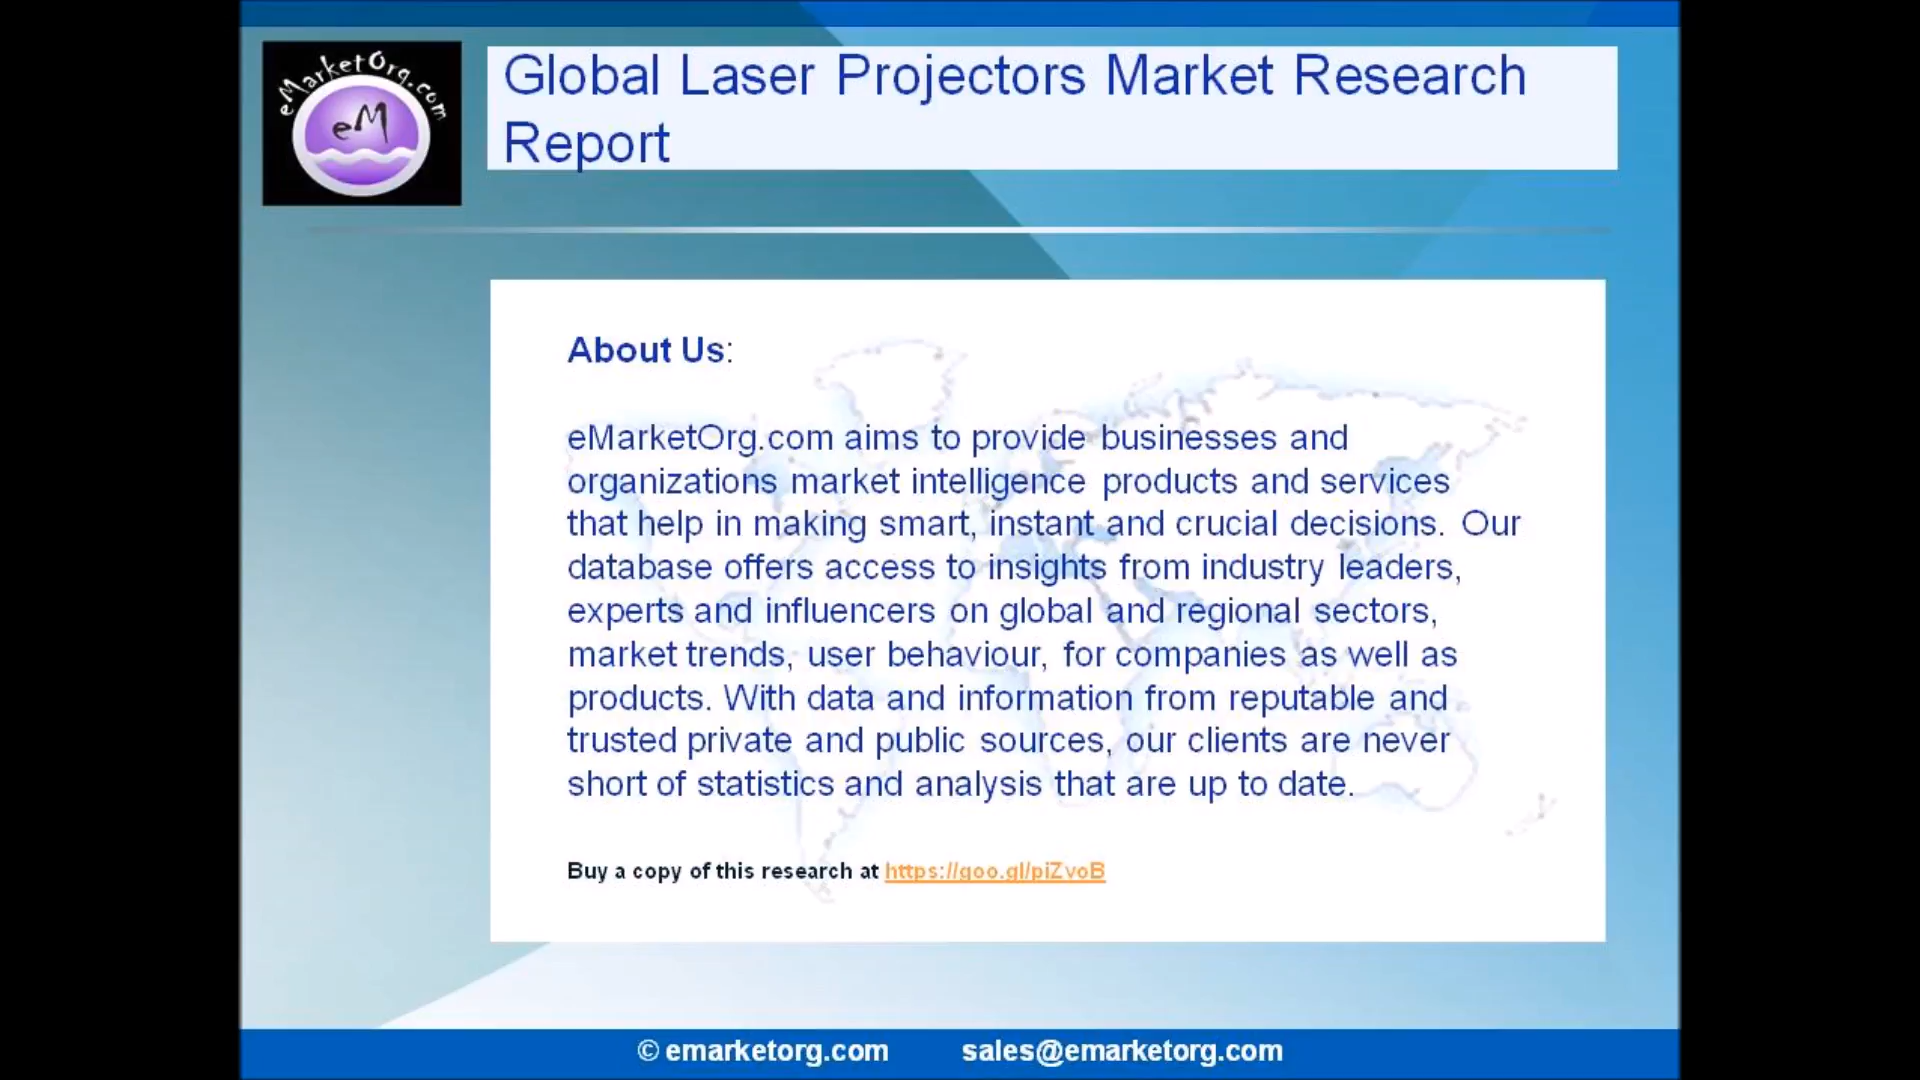 eMarketOrg.com
eM
Global Laser Projectors Market Research
Report
About Us:
eMarketOrg.com aims to provide businesses and
organizations market intelligence products and services
that help in making smart, instant and crucial decisions. Our
database offers access to insights from industry leaders,
experts and influencers on global and regional sectors,
market trends, user behaviour, for companies as well as
products. With data and information from reputable and
trusted private and public sources, our clients are never
short of statistics and analysis that are up to date.
Buy a copy of this research at https://goo.gl/piZvoB
© emarketorg.com sales@emarketorg.com